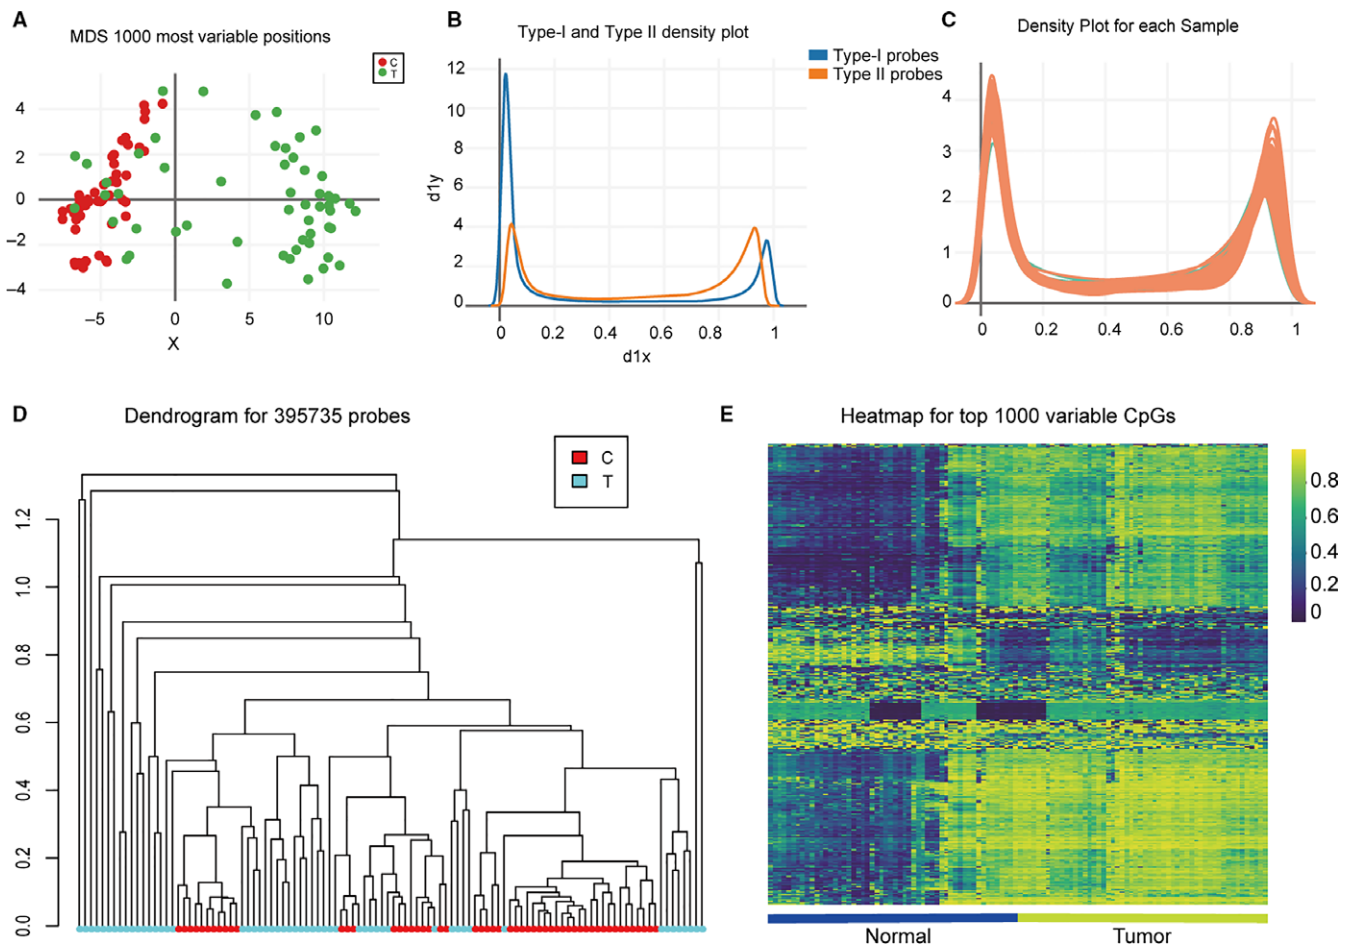 A
MDS 1000 most variable positions
C
T
4
2
0
−2
−4
−5
0
5
10
X
B
Type-I and Type II density plot
Type-I probes
Type II probes
d1y
12
10
8
6
4
2
0
0
0.2
0.4
0.6
0.8
1
d1x
C
Density Plot for each Sample
4
3
2
1
0
0
0.2
0.4
0.6
0.8
1
D
Dendrogram for 395735 probes
C
T
1.2
1.0
0.8
0.6
0.4
0.2
0.0
E
Heatmap for top 1000 variable CpGs
0.8
0.6
0.4
0.2
0
Normal
Tumor